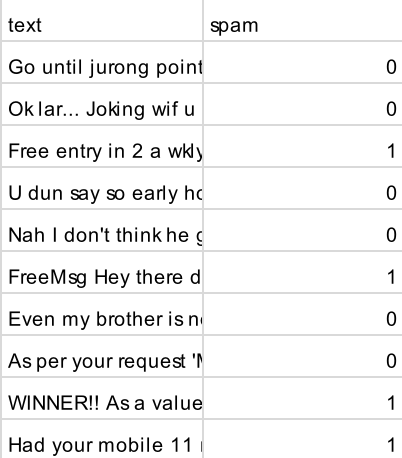 text spam
Go until jurong point 0
Ok lar... Joking wif u 0
Free entry in 2 a wkly 1
U dun say so early 0
Nah I don't think he 0
FreeMsg Hey there d 1
Even my brother is 0
As per your request 0
WINNER!! As a value 1
Had your mobile 11 1